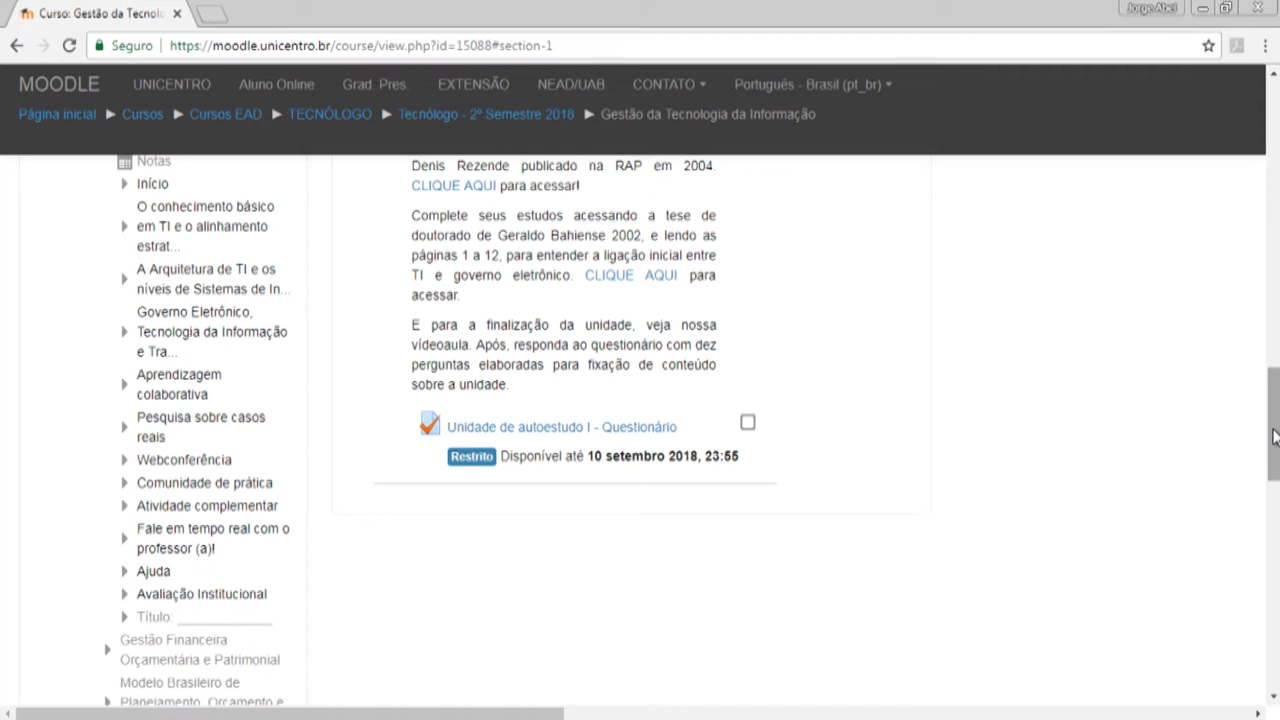 Curso: Gestão da Tecnolo
Jorge Abel
Seguro
https://moodle.unicentro.br/course/view.php?id=15088#section-1
MOODLE UNICENTRO Aluno Online Grad. Pres. EXTENSÃO NEAD/UAB CONTATO Português - Brasil (pt_br)
Página inicial ▶ Cursos ▶ Cursos EAD ▶ TECNÓLOGO ▶ Tecnólogo - 2º Semestre 2018 ▶ Gestão da Tecnologia da Informação
Notas
Início
O conhecimento básico
em TI e o alinhamento
estrat...
A Arquitetura de TI e os
níveis de Sistemas de In...
Governo Eletrônico,
Tecnologia da Informação
e Tra...
Aprendizagem
colaborativa
Pesquisa sobre casos
reais
Webconferência
Comunidade de prática
Atividade complementar
Fale em tempo real com o
professor (a)!
Ajuda
Avaliação Institucional
Título: ____________
Gestão Financeira
Orçamentária e Patrimonial
Modelo Brasileiro de
Planejamento, Orçamento e
Denis Rezende publicado na RAP em 2004.
CLIQUE AQUI para acessar!
Complete seus estudos acessando a tese de
doutorado de Geraldo Bahiense 2002, e lendo as
páginas 1 a 12, para entender a ligação inicial entre
TI e governo eletrônico. CLIQUE AQUI para
acessar.
E para a finalização da unidade, veja nossa
vídeoaula. Após, responda ao questionário com dez
perguntas elaboradas para fixação de conteúdo
sobre a unidade.
Unidade de autoestudo I - Questionário
Restrito Disponível até 10 setembro 2018, 23:55